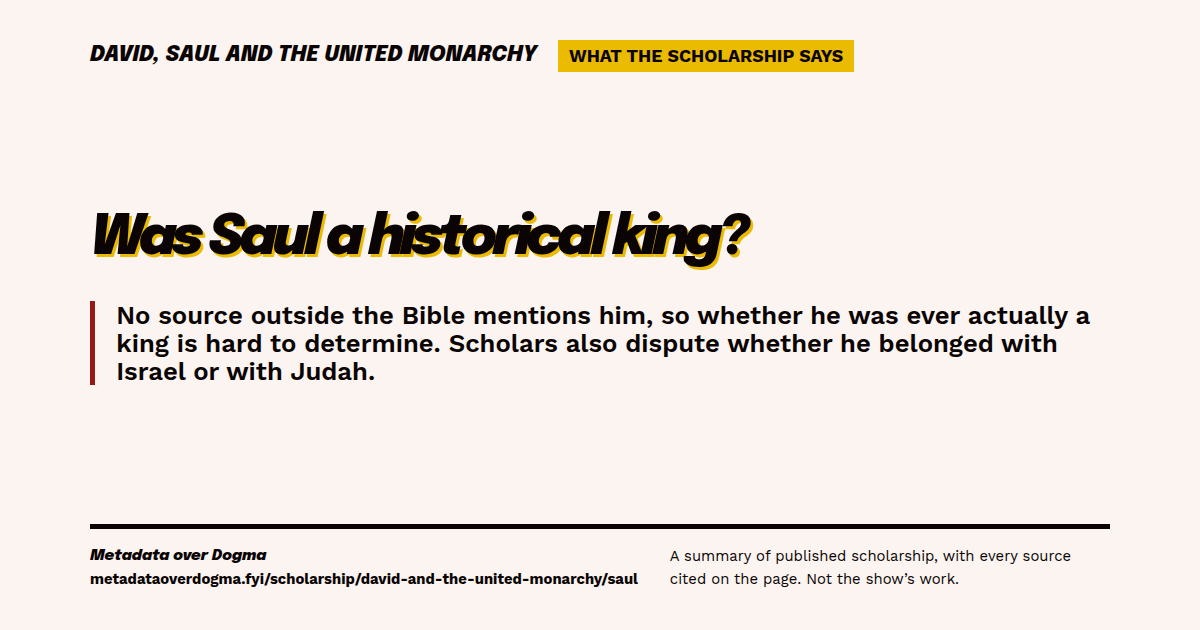 DAVID, SAUL AND THE UNITED MONARCHY
WHAT THE SCHOLARSHIP SAYS
Was Saul a historical king?
No source outside the Bible mentions him, so whether he was ever actually a
king is hard to determine. Scholars also dispute whether he belonged with
Israel or with Judah.
Metadata over Dogma
metadataoverdogma.fyi/scholarship/david-and-the-united-monarchy/saul
A summary of published scholarship, with every source
cited on the page. Not the show’s work.